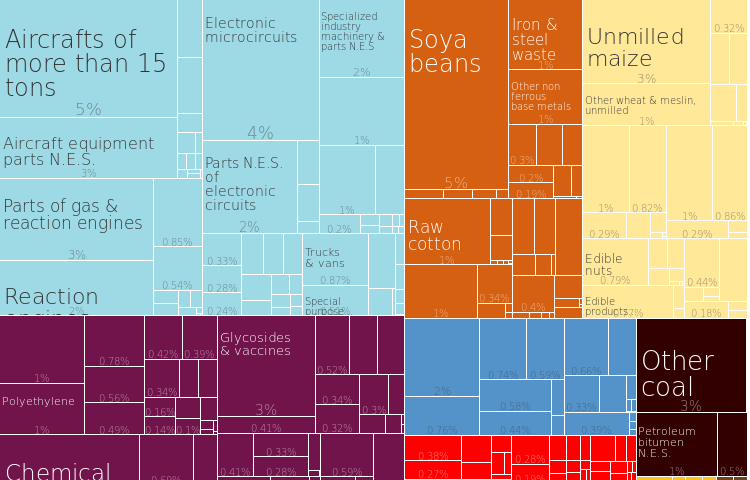 Aircrafts of
more than 15
tons
5%
Aircraft equipment
parts N.E.S.
3%
Parts of gas &
reaction engines
3%
0.85%
0.54%
Reaction
Electronic
microcircuits
4%
Specialized
industry
machinery &
parts N.E.S
2%
1%
1%
0.2%
Parts N.E.S.
of
electronic
circuits
2%
0.33%
0.28%
0.24%
Trucks
& vans
0.87%
Special
purpose
Soya
beans
5%
Iron &
steel
waste
1%
Other non
ferrous
base metals
1%
0.3%
0.2%
0.19%
Raw
cotton
1%
1%
0.34%
0.4%
Unmilled
maize
3%
0.32%
Other wheat & meslin,
unmilled
1%
1%
0.82%
1%
0.86%
0.29%
0.29%
Edible
nuts
0.79%
0.44%
Edible
products
0.18%
1%
Polyethylene
1%
0.78%
0.56%
0.49%
0.42%
0.39%
0.34%
0.16%
0.14%
0.1%
Chemical
Glycosides
& vaccines
3%
0.52%
0.34%
0.3%
0.32%
0.41%
0.33%
0.41%
0.28%
0.59%
2%
0.76%
0.74%
0.59%
0.66%
0.58%
0.33%
0.44%
0.39%
0.38%
0.27%
0.28%
0.19%
Other
coal
3%
Petroleum
bitumen
N.E.S.
1%
0.5%